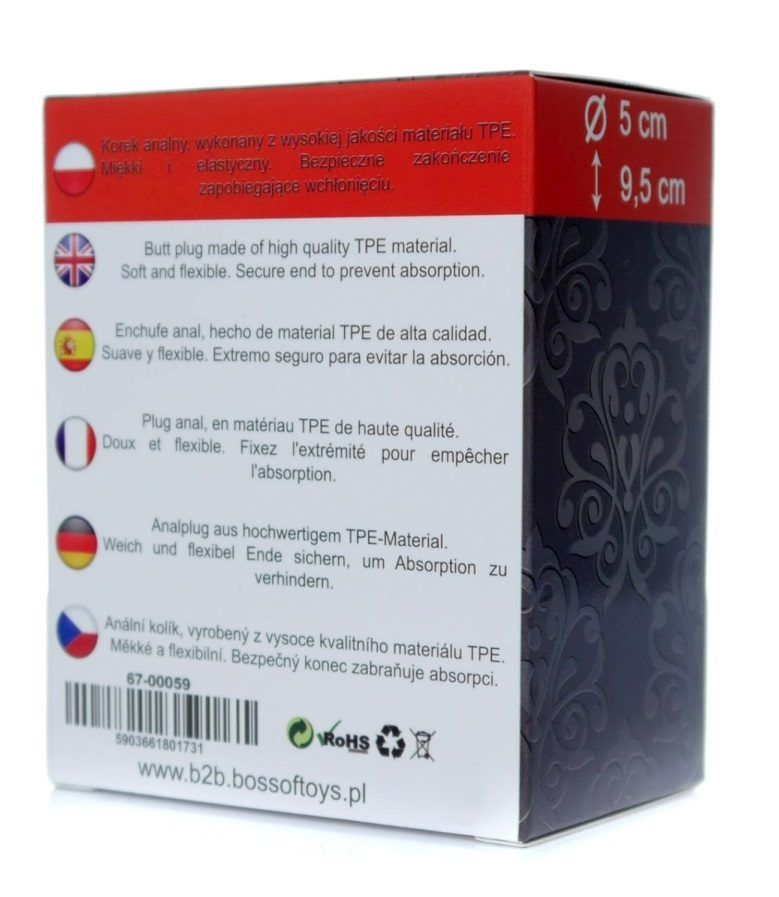 Korek analny, wykonany z wysokiej jakości materiału TPE.
Miękki i elastyczny. Bezpieczne zakończenie
zapobiegające wchłonięciu.
Butt plug made of high quality TPE material.
Soft and flexible. Secure end to prevent absorption.
Enchufe anal, hecho de material TPE de alta calidad.
Suave y flexible. Extremo seguro para evitar la absorción.
Plug anal, en matériau TPE de haute qualité.
Doux et flexible. Fixez l'extrémité pour empêcher
l'absorption.
Analplug aus hochwertigem TPE-Material.
Weich und flexibel Ende sichern, um Absorption zu
verhindern.
Anální kolík, vyrobený z vysoce kvalitního materiálu TPE.
Měkké a flexibilní. Bezpečný konec zabraňuje absorpci.
67-00059
5903661801731
RoHS
www.b2b.bossoftoys.pl
Ø 5 cm
9,5 cm